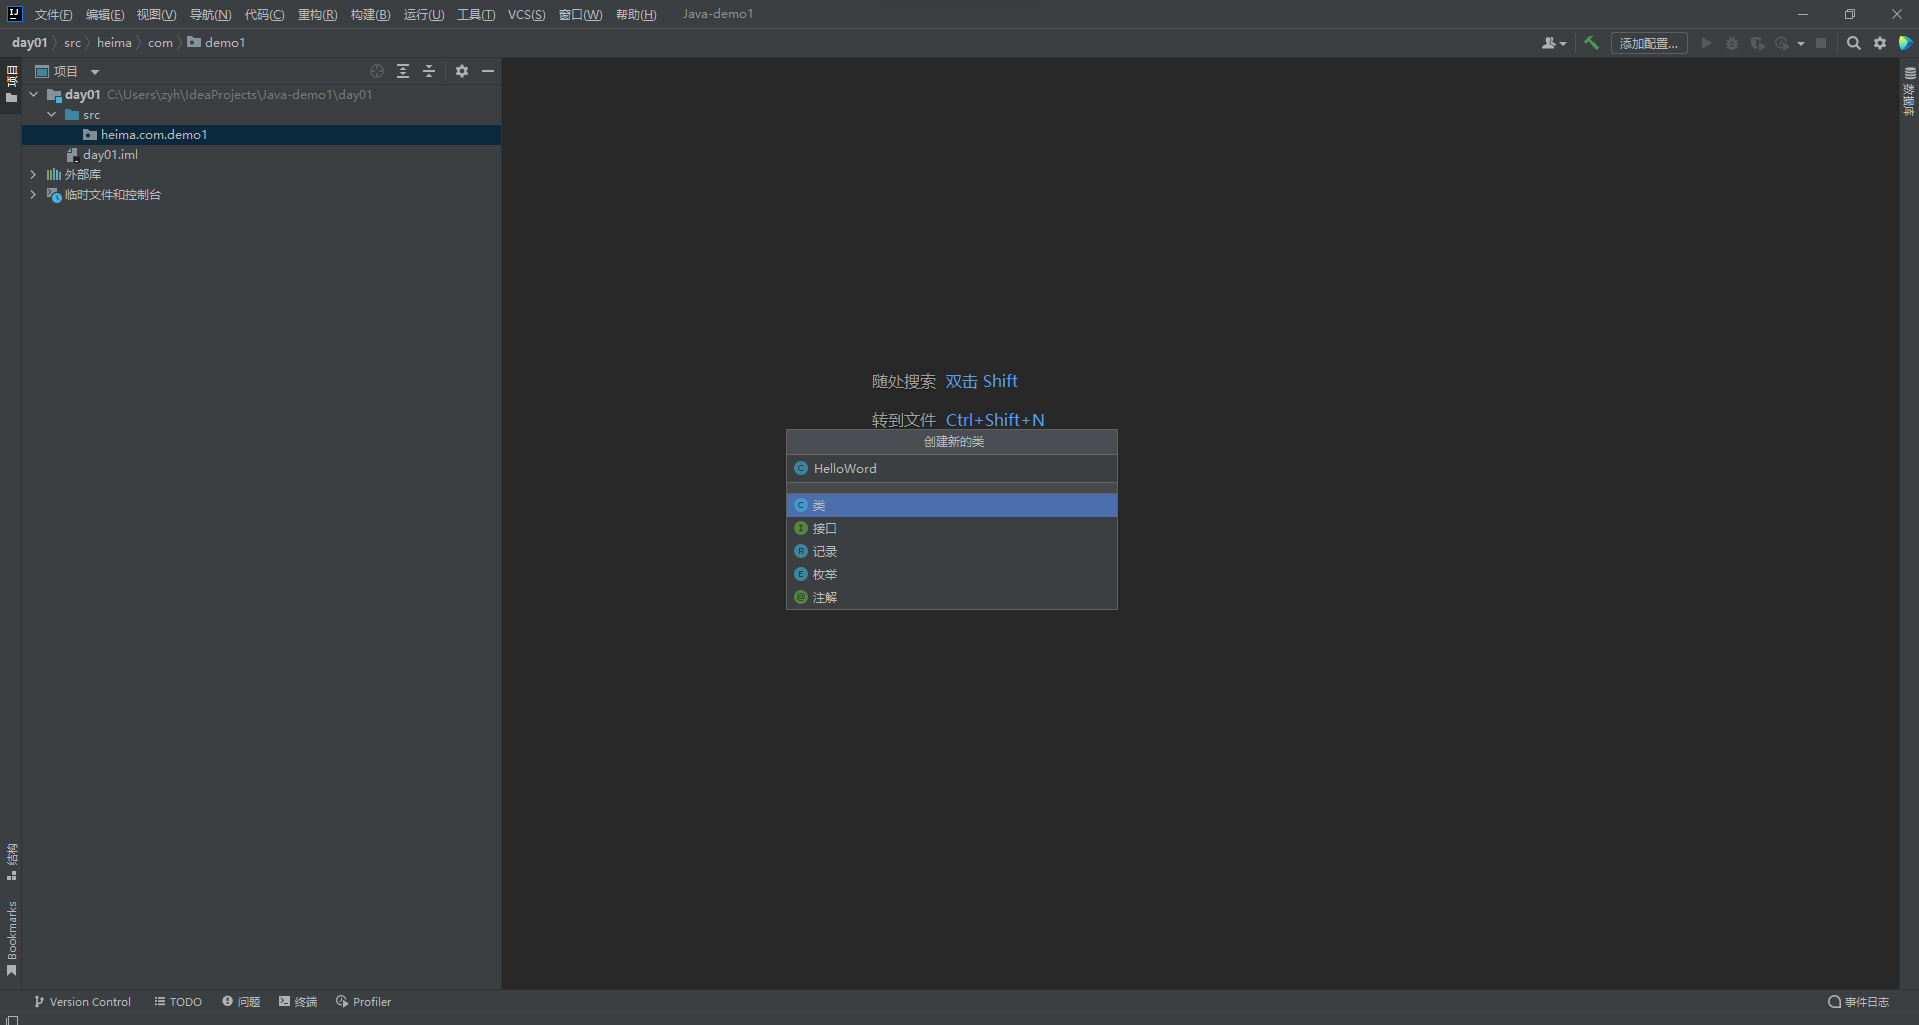 文件(F) 编辑(E) 视图(V) 导航(N) 代码(C) 重构(R) 构建(B) 运行(U) 工具(T) VCS(S) 窗口(W) 帮助(H) Java-demo1
day01 src heima com demo1 添加配置...
项目
项目
day01 C:\Users\zyh\IdeaProjects\Java-demo1\day01
src
heima.com.demo1
day01.iml
外部库
临时文件和控制台
数据库
随处搜索 双击 Shift
转到文件 Ctrl+Shift+N
创建新的类
HelloWord
类
接口
记录
枚举
注解
结构
Bookmarks
Version Control TODO 问题 终端 Profiler 事件日志